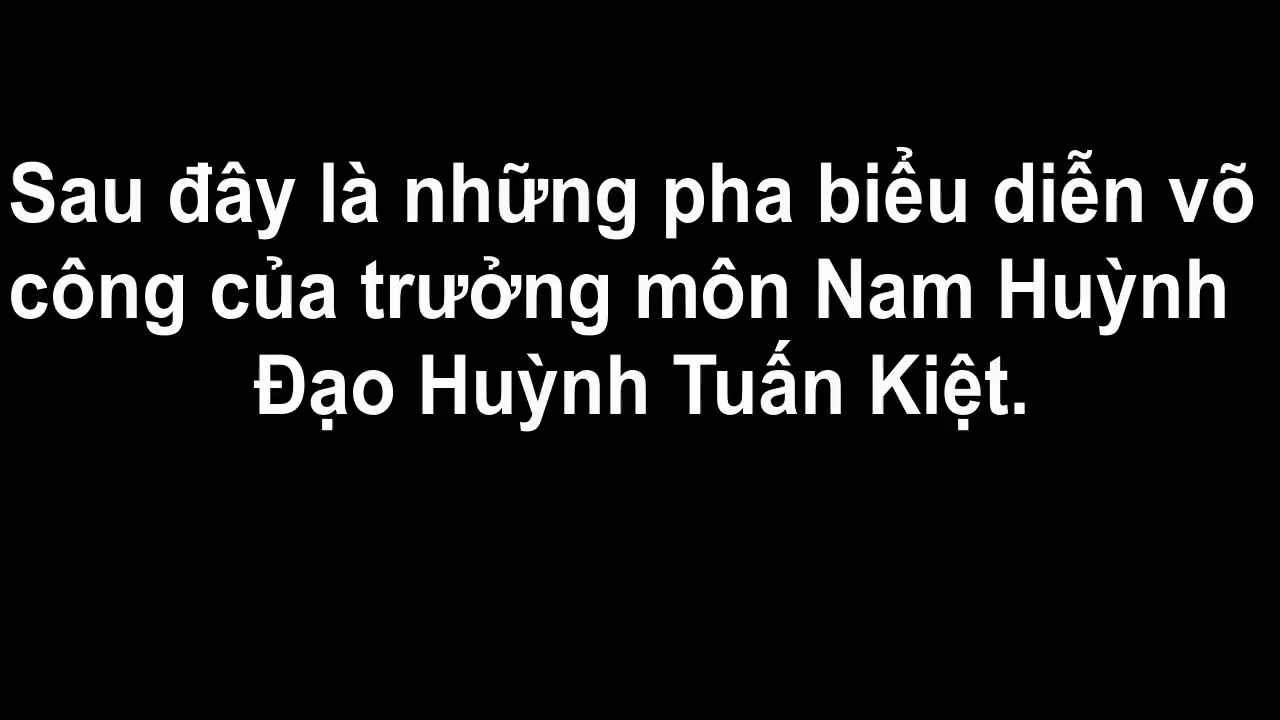 Sau đây là những pha biểu diễn võ
công của trưởng môn Nam Huỳnh
Đạo Huỳnh Tuấn Kiệt.